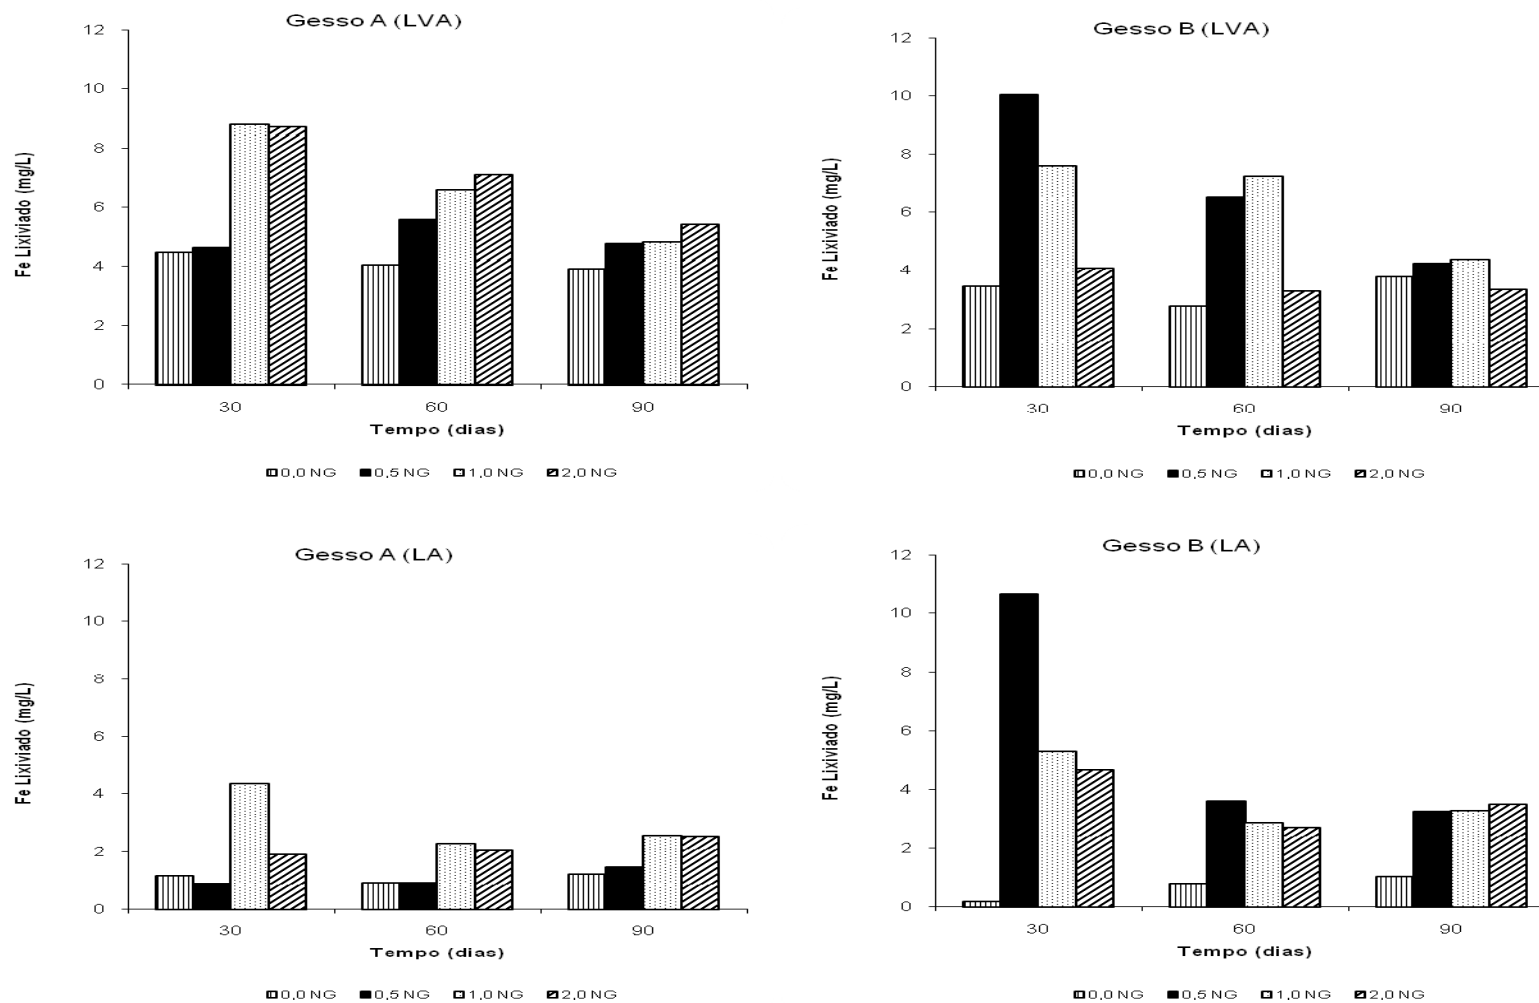 Gesso A (LVA)
Fe Lixiviado (mg/L)
12
10
8
6
4
2
0
30 60 90
Tempo (dias)
0,0 NG 0,5 NG 1,0 NG 2,0 NG
Gesso B (LVA)
Fe Lixiviado (mg/L)
12
10
8
6
4
2
0
30 60 90
Tempo (dias)
0,0 NG 0,5 NG 1,0 NG 2,0 NG
Gesso A (LA)
Fe Lixiviado (mg/L)
12
10
8
6
4
2
0
30 60 90
Tempo (dias)
0,0 NG 0,5 NG 1,0 NG 2,0 NG
Gesso B (LA)
Fe Lixiviado (mg/L)
12
10
8
6
4
2
0
30 60 90
Tempo (dias)
0,0 NG 0,5 NG 1,0 NG 2,0 NG